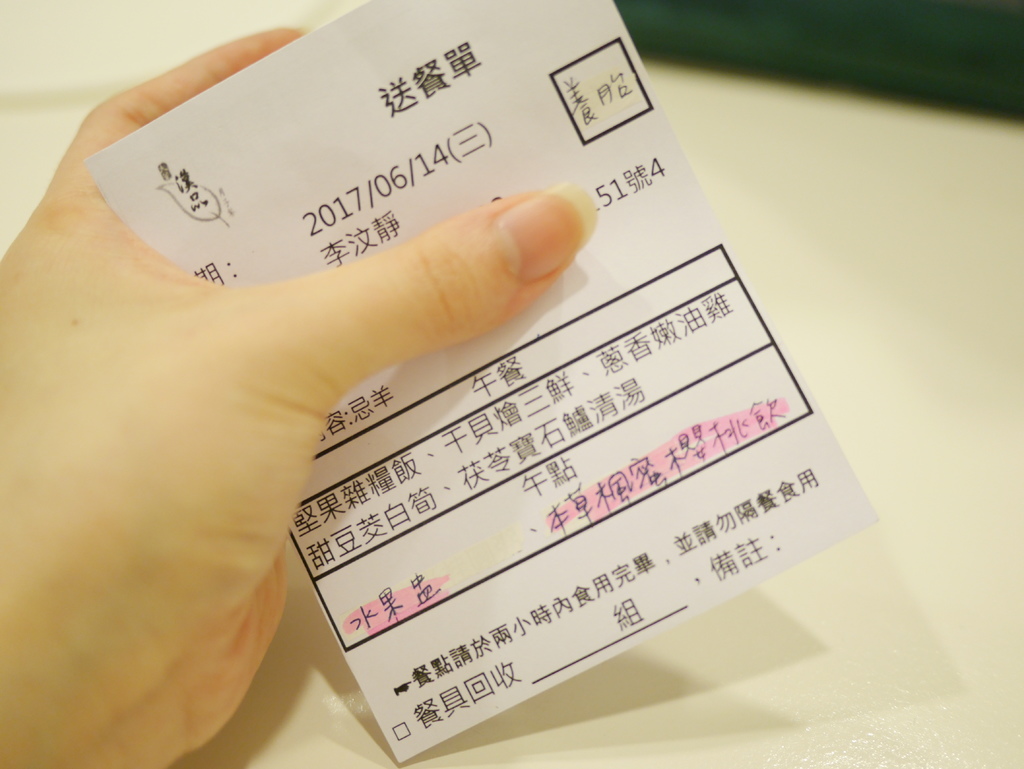 送餐單
養胎
漢品
期：
2017/06/14(三)
李汶靜
51號4
容:忌羊
午餐
堅果雜糧飯、干貝燴三鮮、蔥香嫩油雞
甜豆茭白筍、茯苓寶石鱸清湯
午點
水果盅、本草楓蜜櫻桃飲
☛餐點請於兩小時內食用完畢，並請勿隔餐食用
□ 餐具回收 ______ 組，備註：